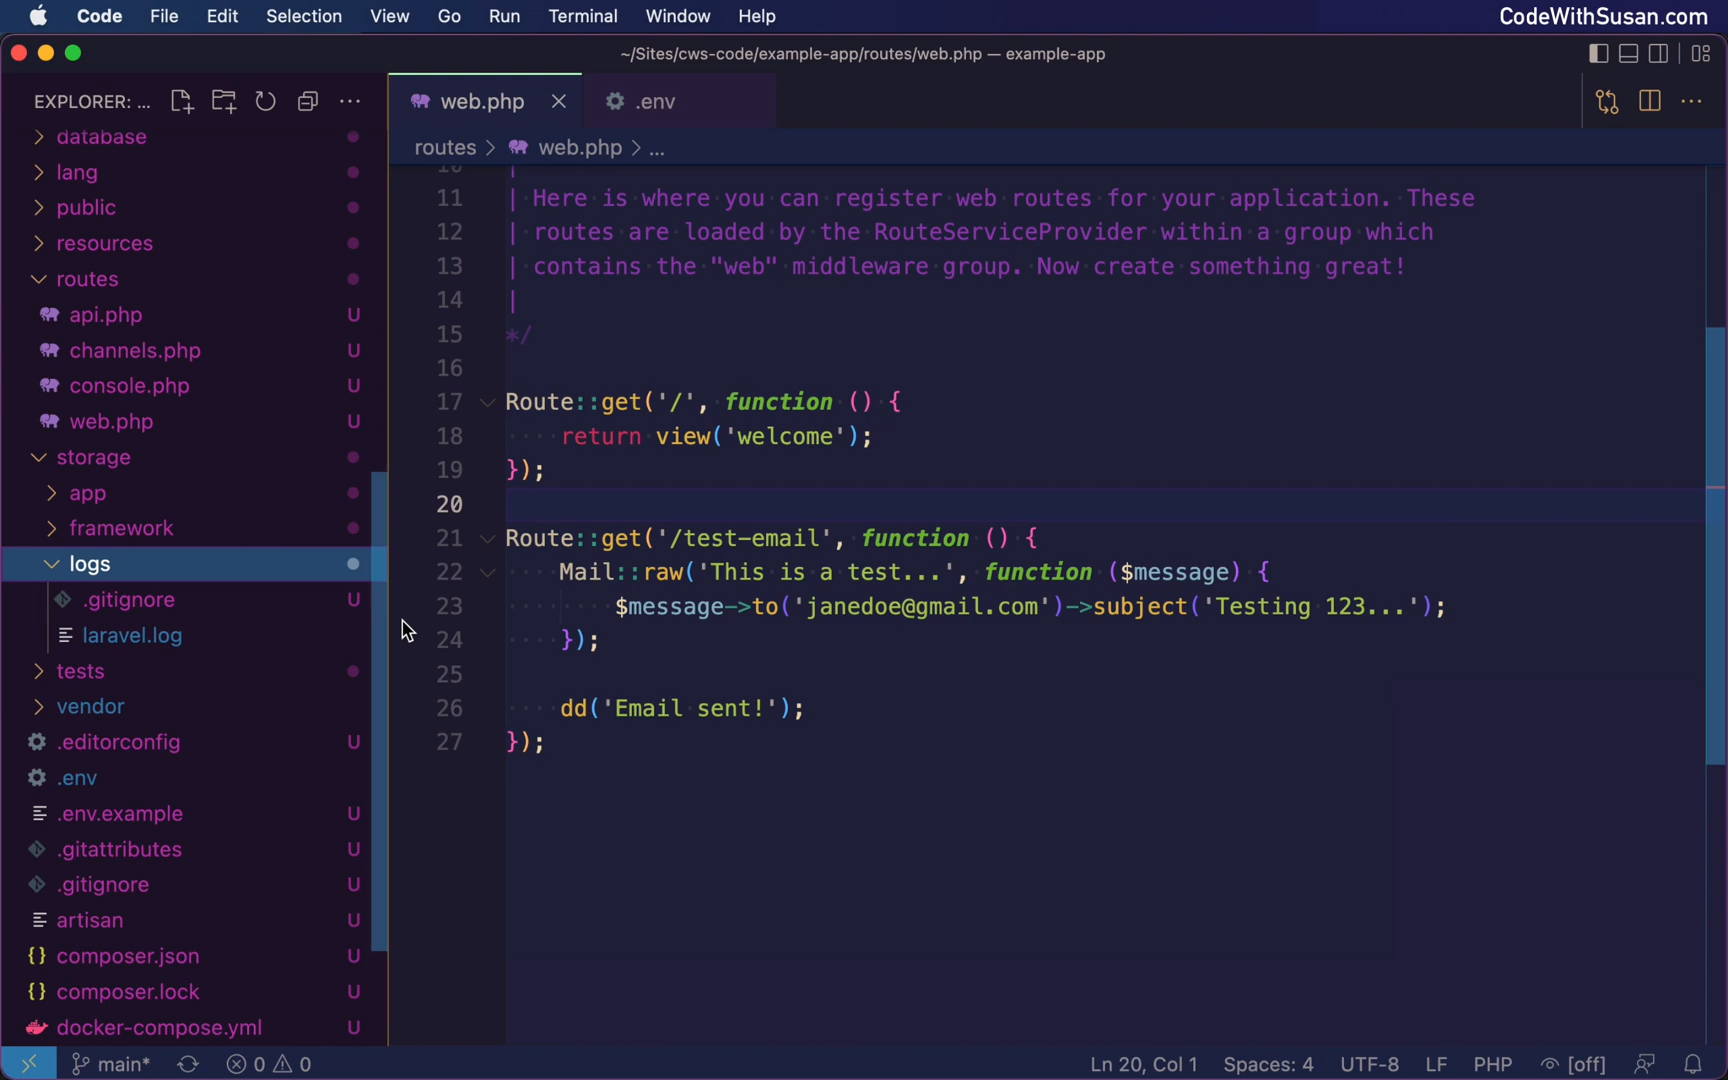 Code File Edit Selection View Go Run Terminal Window Help CodeWithSusan.com
~/Sites/cws-code/example-app/routes/web.php — example-app
EXPLORER: ...
web.php
.env
routes > web.php > ...
database
lang
public
resources
routes
api.php U
channels.php U
console.php U
web.php U
storage
app
framework
logs
.gitignore U
laravel.log
tests
vendor
.editorconfig U
.env
.env.example U
.gitattributes U
.gitignore U
artisan U
{} composer.json U
{} composer.lock U
docker-compose.yml U
10 |
11 | Here is where you can register web routes for your application. These
12 | routes are loaded by the RouteServiceProvider within a group which
13 | contains the "web" middleware group. Now create something great!
14 |
15 */
16
17 Route::get('/', function () {
18 return view('welcome');
19 });
20
21 Route::get('/test-email', function () {
22 Mail::raw('This is a test...', function ($message) {
23 $message->to('janedoe@gmail.com')->subject('Testing 123...');
24 });
25
26 dd('Email sent!');
27 });
main* 0 0 Ln 20, Col 1 Spaces: 4 UTF-8 LF PHP [off]